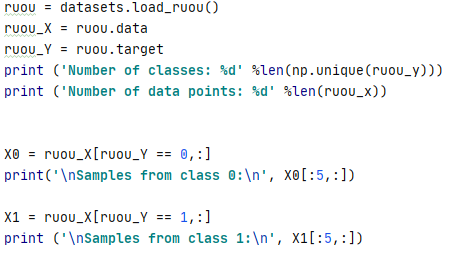 ruou = datasets.load_ruou()
ruou_X = ruou.data
ruou_Y = ruou.target
print ('Number of classes: %d' %len(np.unique(ruou_y)))
print ('Number of data points: %d' %len(ruou_x))
X0 = ruou_X[ruou_Y == 0,:]
print('\nSamples from class 0:\n', X0[:5,:])
X1 = ruou_X[ruou_Y == 1,:]
print ('\nSamples from class 1:\n', X1[:5,:])